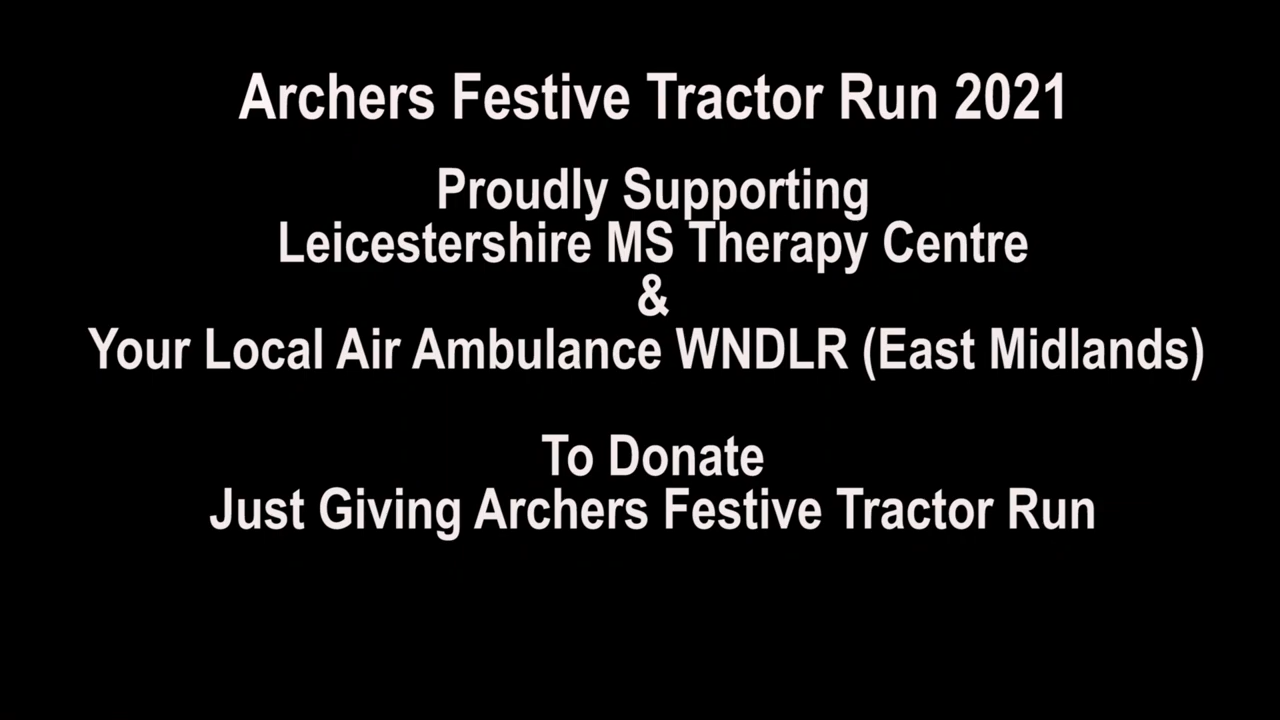 Archers Festive Tractor Run 2021
Proudly Supporting
Leicestershire MS Therapy Centre
&
Your Local Air Ambulance WNDLR (East Midlands)
To Donate
Just Giving Archers Festive Tractor Run